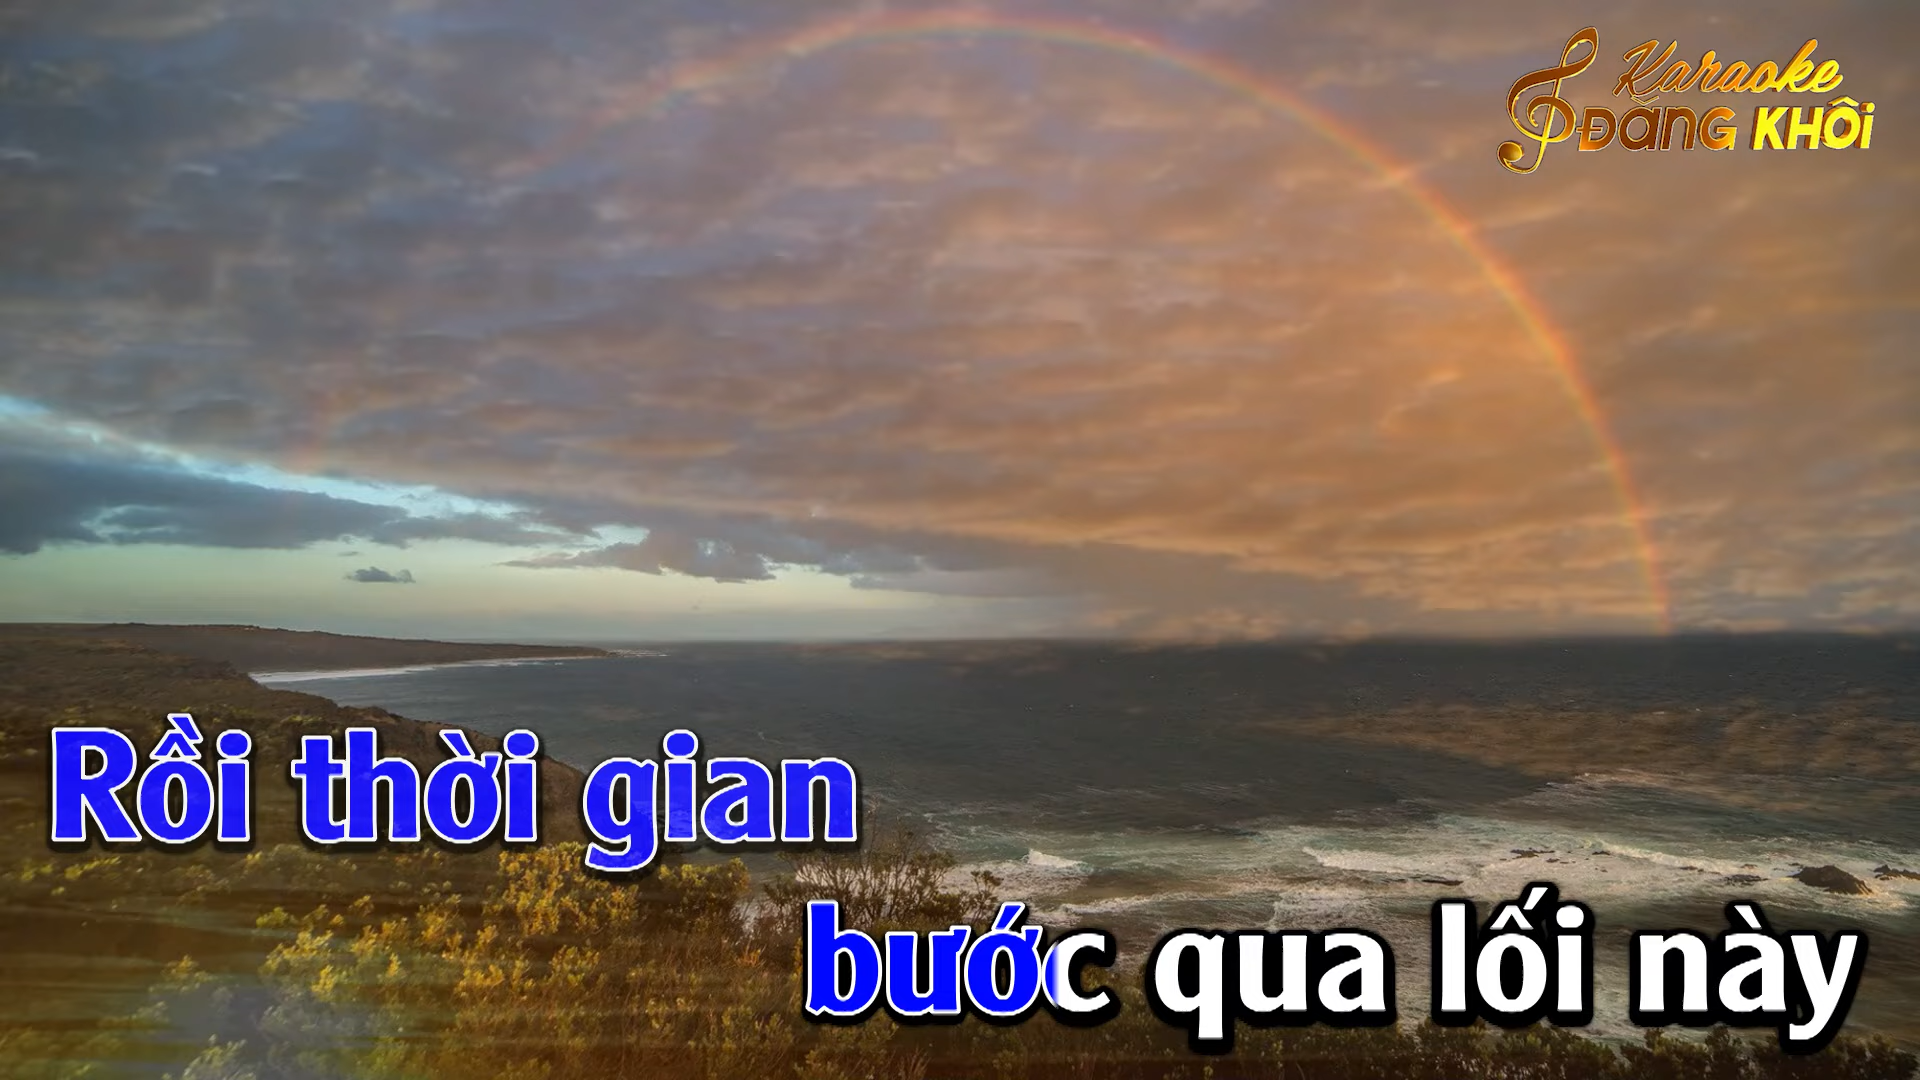 Karaoke
ĐĂNG KHÔI
Rồi thời gian
bước qua lối này